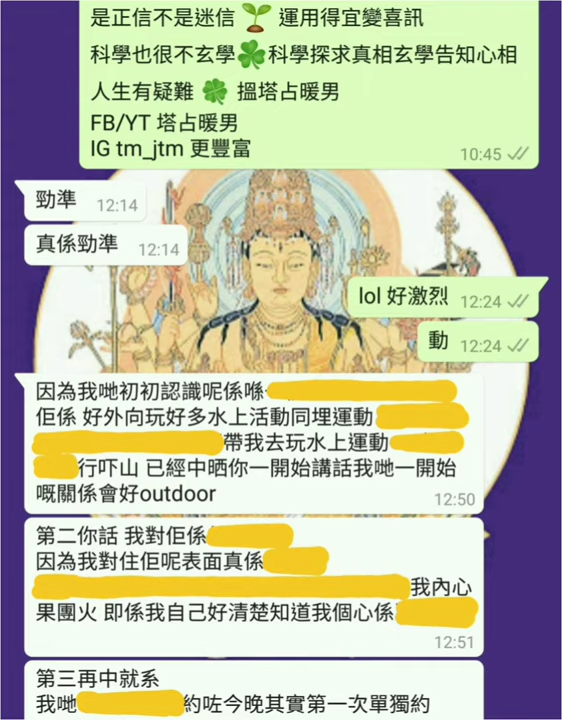 是正信不是迷信 🌱 運用得宜變喜訊
科學也很不玄學🍀科學探求真相玄學告知心相
人生有疑難 🍀 搵塔占暖男
FB/YT 塔占暖男
IG tm_jtm 更豐富
10:45
勁準 12:14
真係勁準 12:14
lol 好激烈 12:24
動 12:24
因為我哋初初認識呢係喺
佢係 好外向玩好多水上活動同埋運動
帶我去玩水上運動
行吓山 已經中晒你一開始講話我哋一開始
嘅關係會好outdoor
12:50
第二你話 我對佢係
因為我對住佢呢表面真係
我內心
果團火 即係我自己好清楚知道我個心係
12:51
第三再中就系
我哋 約咗今晚其實第一次單獨約